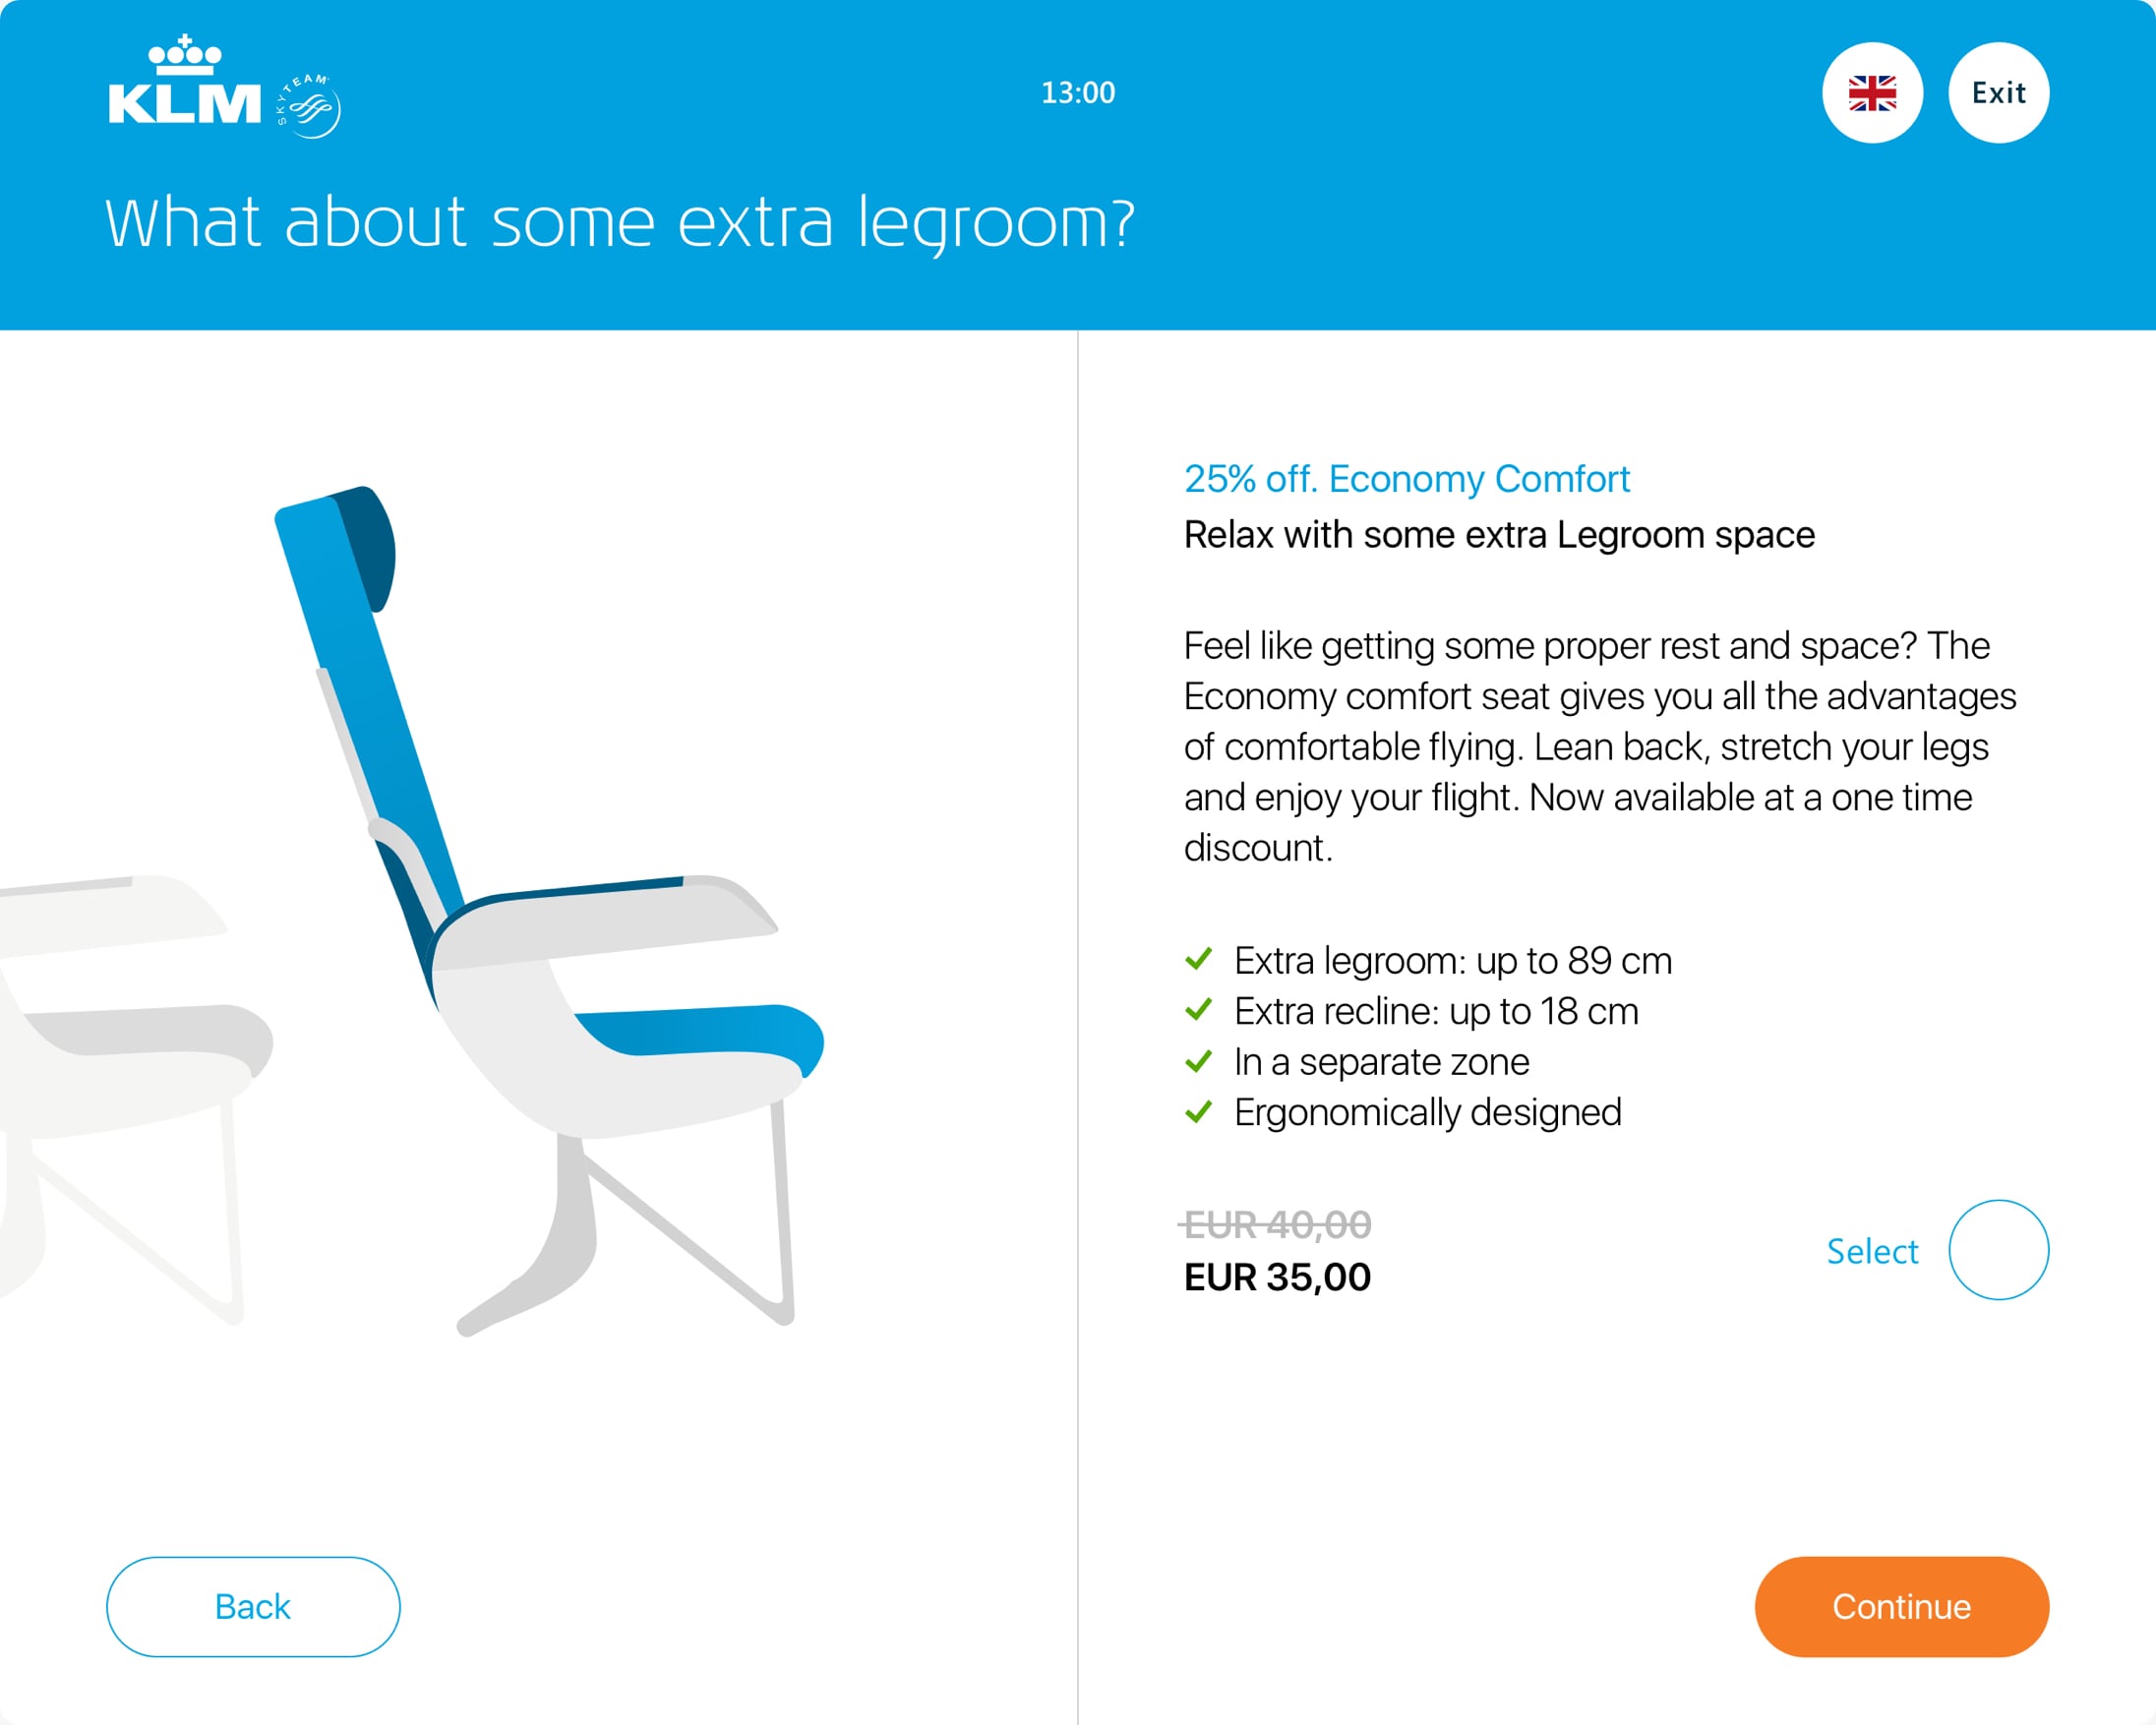 KLM
SKYTEAM
13:00
Exit
What about some extra legroom?
25% off. Economy Comfort
Relax with some extra Legroom space
Feel like getting some proper rest and space? The
Economy comfort seat gives you all the advantages
of comfortable flying. Lean back, stretch your legs
and enjoy your flight. Now available at a one time
discount.
Extra legroom: up to 89 cm
Extra recline: up to 18 cm
In a separate zone
Ergonomically designed
EUR 40,00
EUR 35,00
Select
Back
Continue